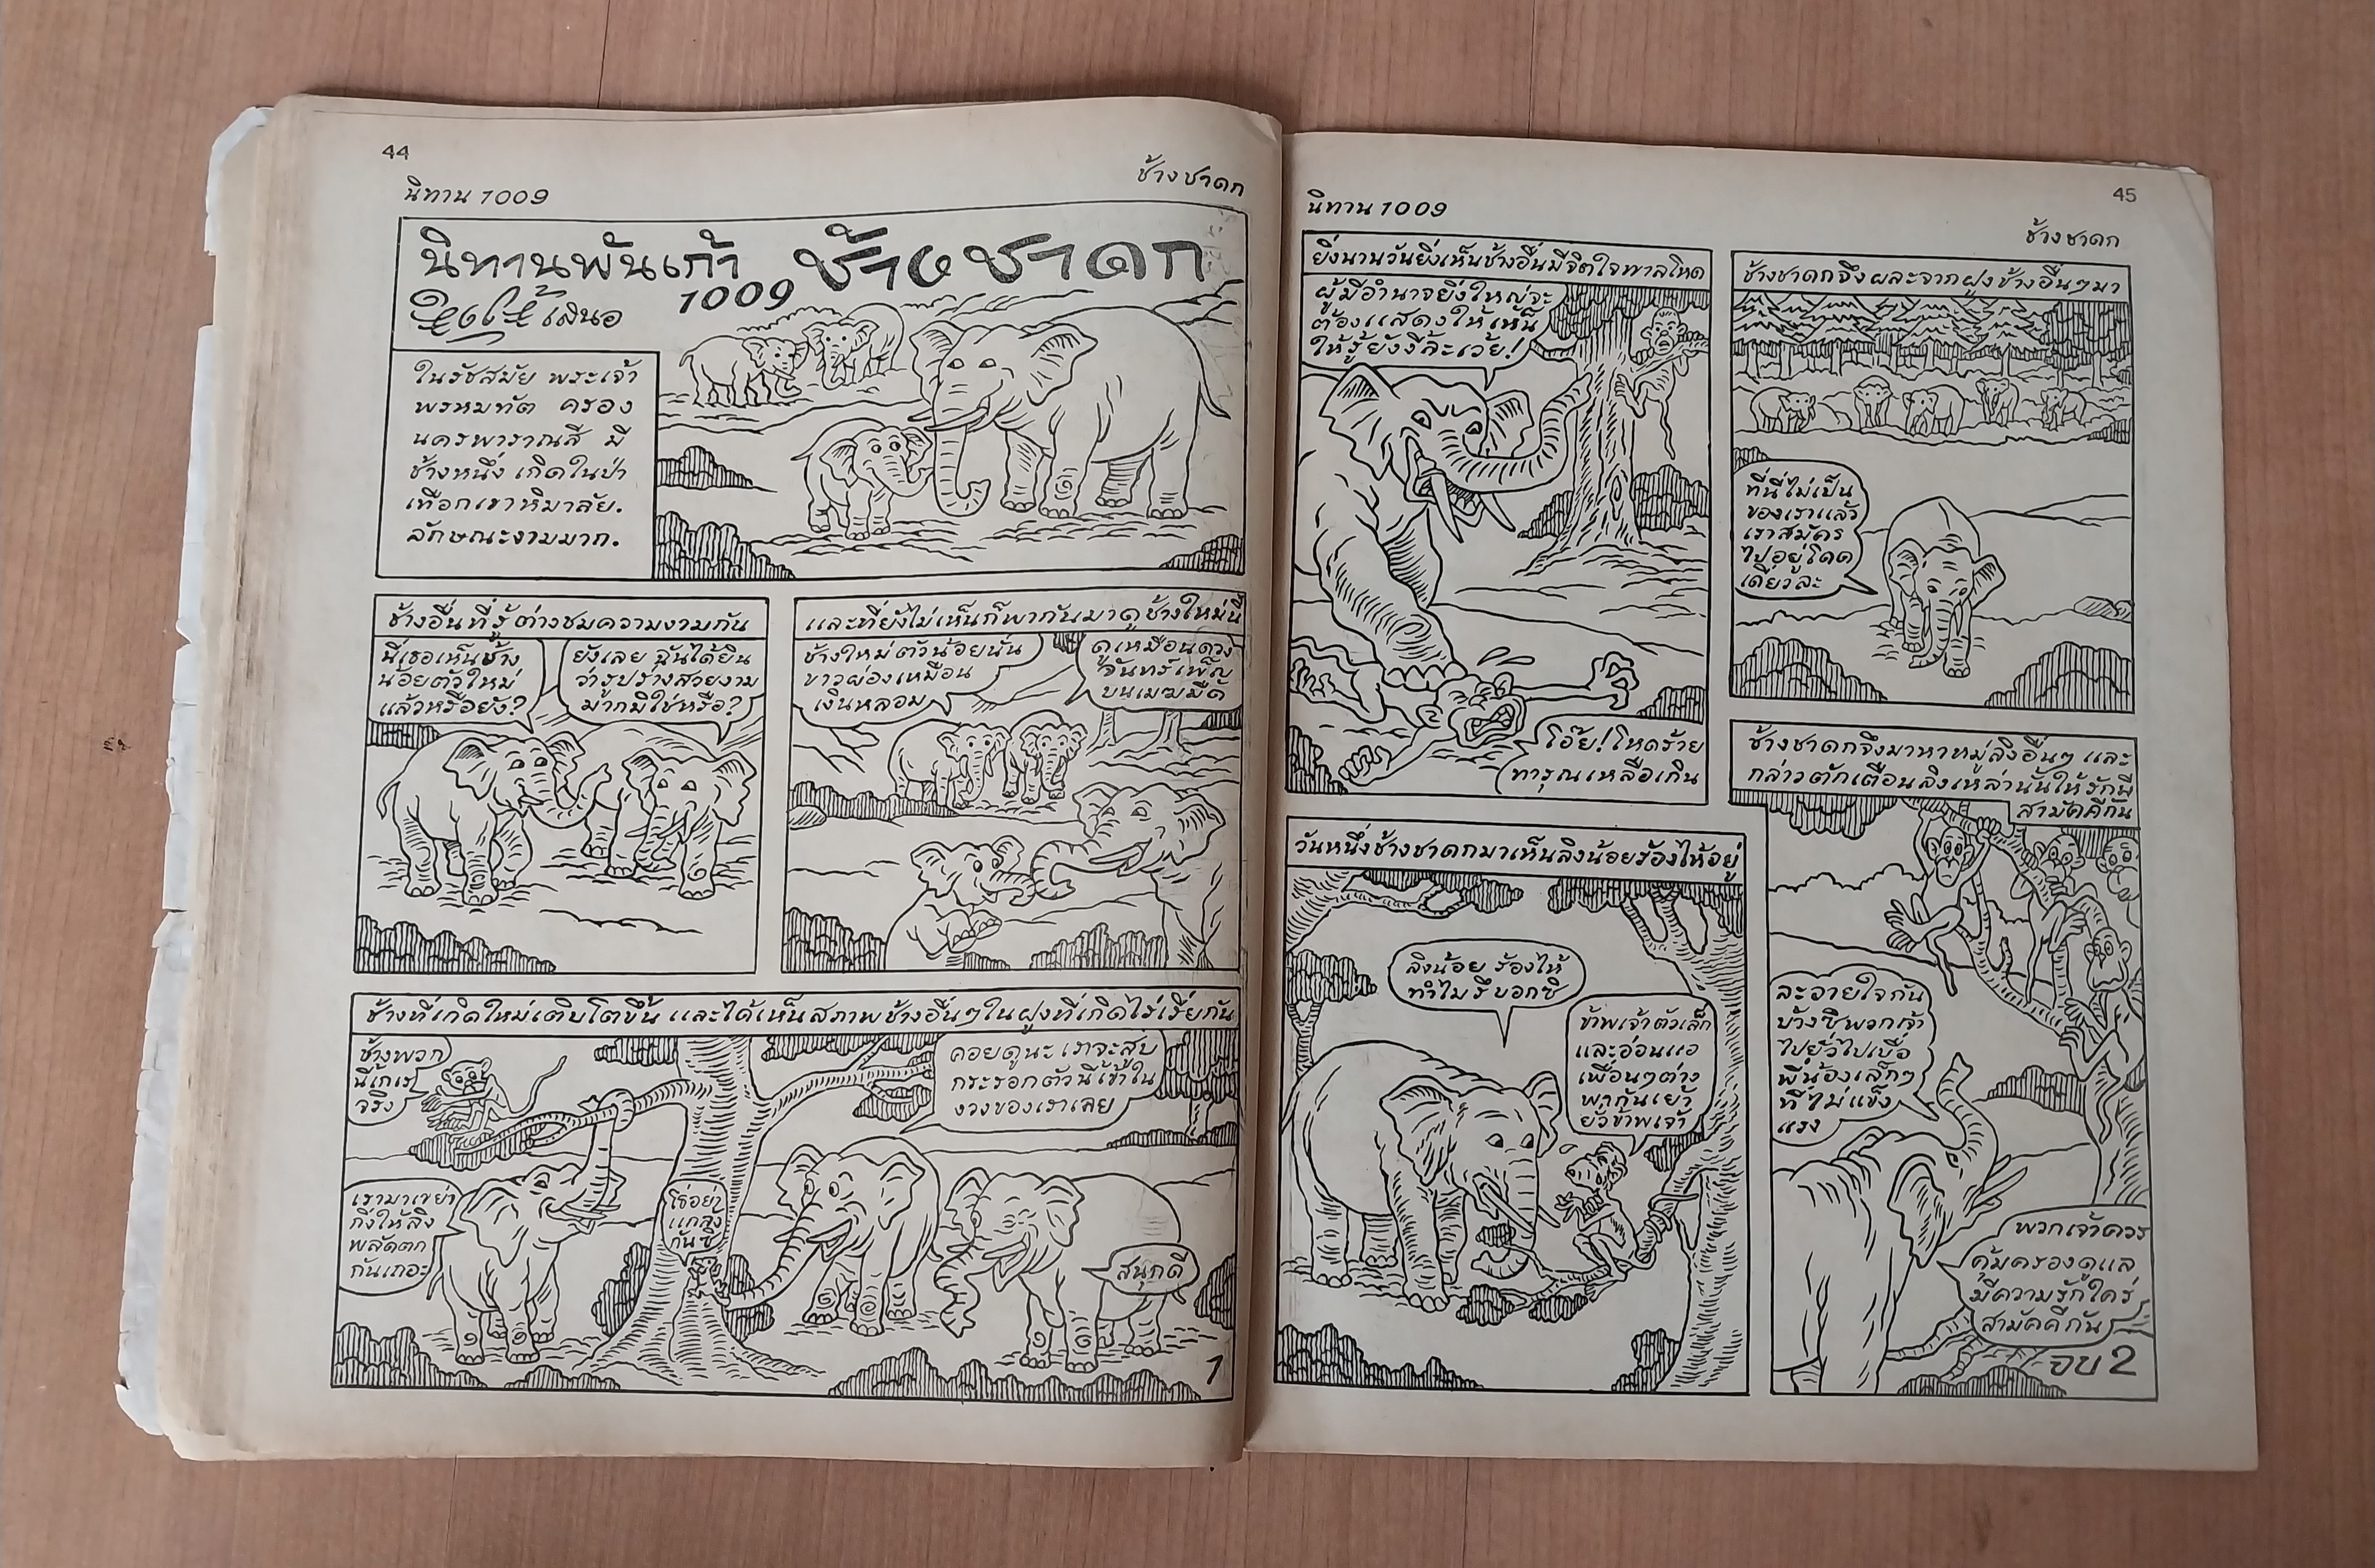 44
นิทาน 1009
ช้างชาดก
นิทานพันเก้า
1009
ช้างชาดก
เสนอ
ในรัชสมัย พระเจ้า
พรหมทัต ครอง
นครพาราณสี มี
ช้างหนึ่ง เกิดในป่า
เทือกเขาหิมาลัย.
ลักษณะงามมาก.
ช้างอื่นที่รู้ต่างชมความงามกัน
นี่เธอเห็นช้าง
น้อยตัวใหม่
แล้วหรือยัง?
ยังเลย ฉันได้ยิน
ว่ารูปร่างสวยงาม
มากมิใช่หรือ?
และที่ยังไม่เห็นก็พากันมาดูช้างใหม่นี้
ช้างใหม่ตัวน้อยนั่น
ขาวผ่องเหมือน
เงินหลอม
ดูเหมือนดวง
จันทร์เพ็ญ
บนเมฆมืด
ช้างที่เกิดใหม่เติบโตขึ้น และได้เห็นสภาพช้างอื่นๆในฝูงที่เกิดไร่เรี่ยกัน
ช้างพวก
นี้เกเร
จริง
คอยดูนะ เราจะสูบ
กระรอกตัวนี้เข้าใน
งวงของเราเลย
เรามาเขย่า
กิ่งให้ลิง
พลัดตก
กันเถอะ
โธ่อย่า
แกล้ง
กันซิ
สนุกดี
1
45
นิทาน 1009
ช้างชาดก
ยิ่งนานวันยิ่งเห็นช้างอื่นมีจิตใจพาลโหด
ผู้มีอำนาจยิ่งใหญ่จะ
ต้องแสดงให้เห็น
ให้รู้ยังงี้ล่ะเว้ย!
โอ๊ย! โหดร้าย
ทารุณเหลือเกิน
ช้างชาดกจึงผละจากฝูงช้างอื่นๆมา
ที่นี่ไม่เป็น
ของเราแล้ว
เราสมัคร
ไปอยู่โดด
เดี่ยวละ
วันหนึ่งช้างชาดกมาเห็นลิงน้อยร้องไห้อยู่
ลิงน้อย ร้องไห้
ทำไมรึบอกซิ
ข้าพเจ้าตัวเล็ก
และอ่อนแอ
เพื่อนๆต่าง
พากันเย้า
ยั่วข้าพเจ้า
ช้างชาดกจึงมาหาหมู่ลิงอื่นๆ และ
กล่าวตักเตือนลิงเหล่านั้นให้รักพี่
สามัคคีกัน
ละอายใจกัน
บ้างซิพวกเจ้า
ไปยั่วไปเบื่อ
พี่น้องเล็กๆ
ที่ไม่แข็ง
แรง
พวกเจ้าควร
คุ้มครองดูแล
มีความรักใคร่
สามัคคีกัน
จบ 2